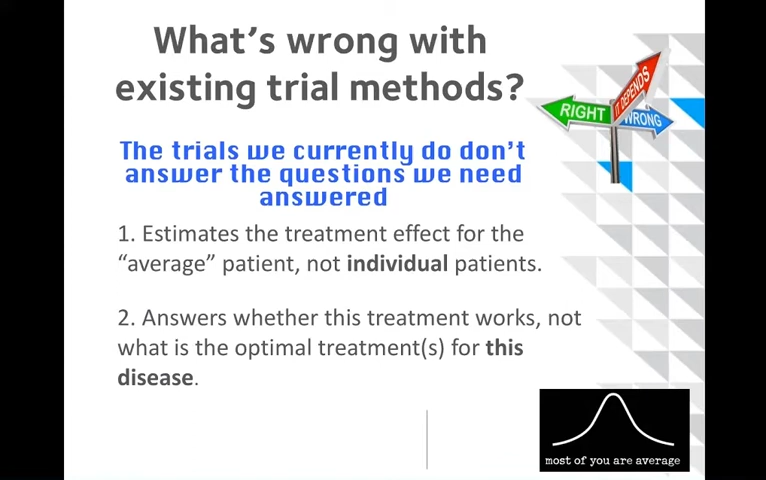 What's wrong with
existing trial methods?
RIGHT
IT DEPENDS
WRONG
The trials we currently do don't
answer the questions we need
answered
1. Estimates the treatment effect for the
“average” patient, not individual patients.
2. Answers whether this treatment works, not
what is the optimal treatment(s) for this
disease.
most of you are average